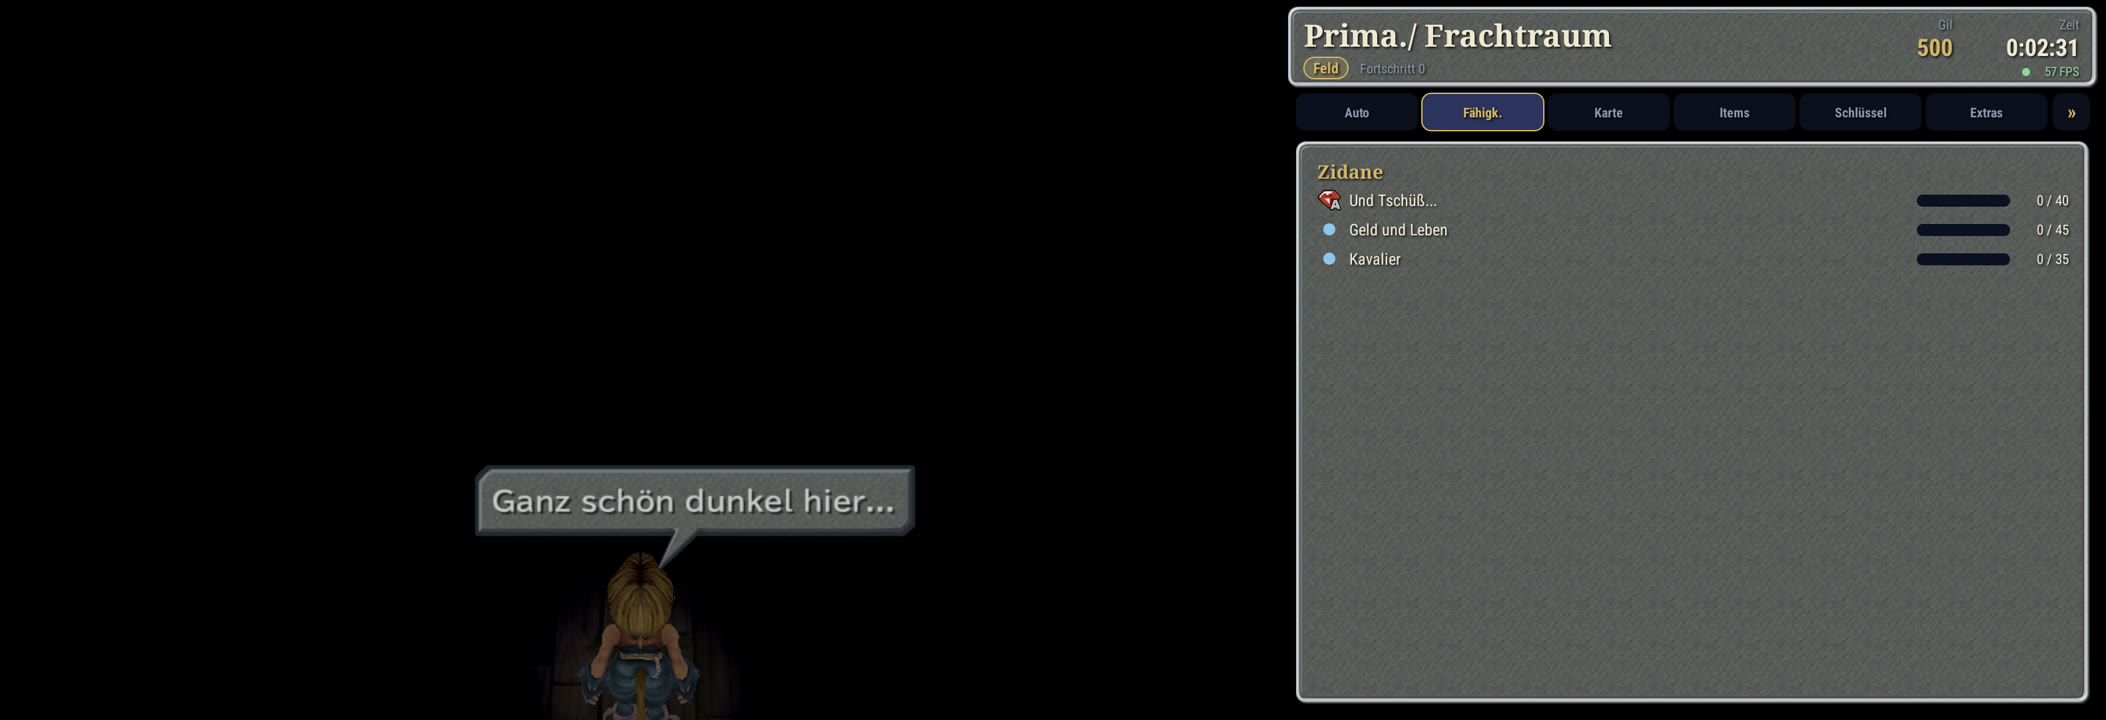 Ganz schön dunkel hier...
Prima./ Frachtraum
Gil
500
Zeit
0:02:31
Feld
Fortschritt 0
57 FPS
Auto
Fähigk.
Karte
Items
Schlüssel
Extras
»
Zidane
A Und Tschüß... 0 / 40
Geld und Leben 0 / 45
Kavalier 0 / 35